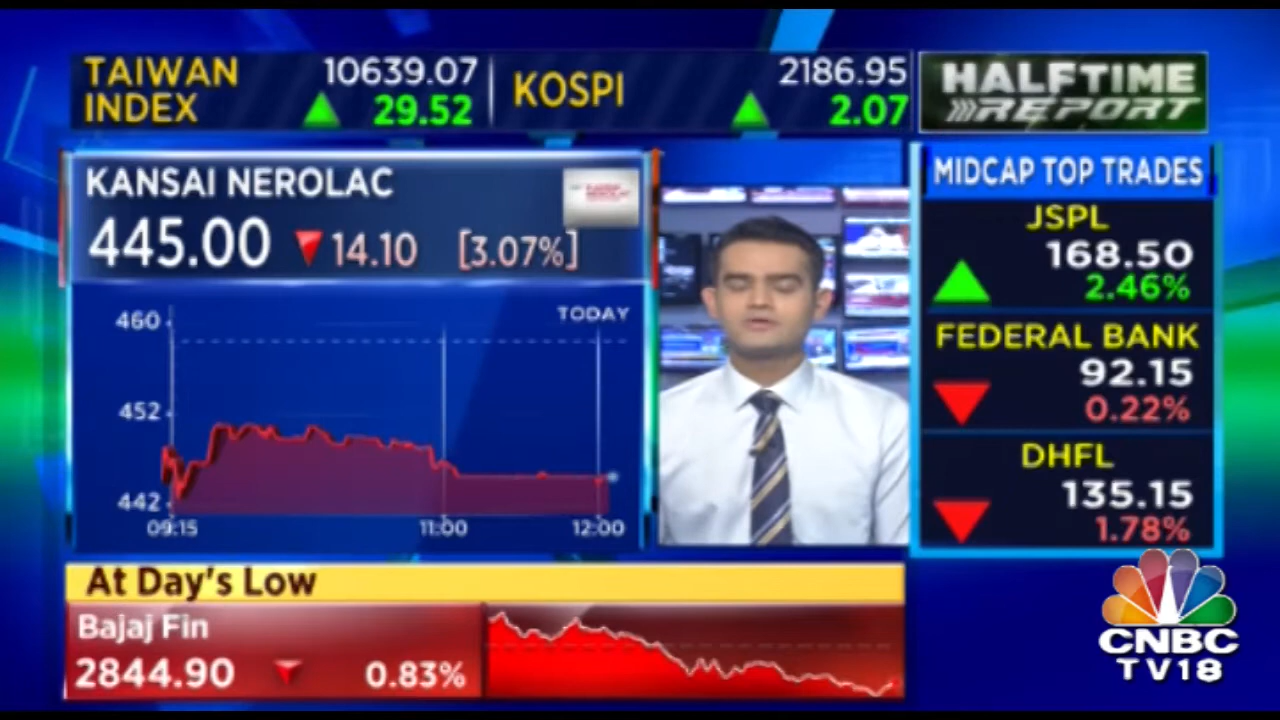 TAIWAN INDEX
10639.07
29.52
KOSPI
2186.95
2.07
HALFTIME
REPORT
KANSAI NEROLAC
445.00 14.10 [3.07%]
TODAY
460
452
442
09:15 11:00 12:00
MIDCAP TOP TRADES
JSPL
168.50
2.46%
FEDERAL BANK
92.15
0.22%
DHFL
135.15
1.78%
At Day's Low
Bajaj Fin
2844.90 0.83%
CNBC
TV18